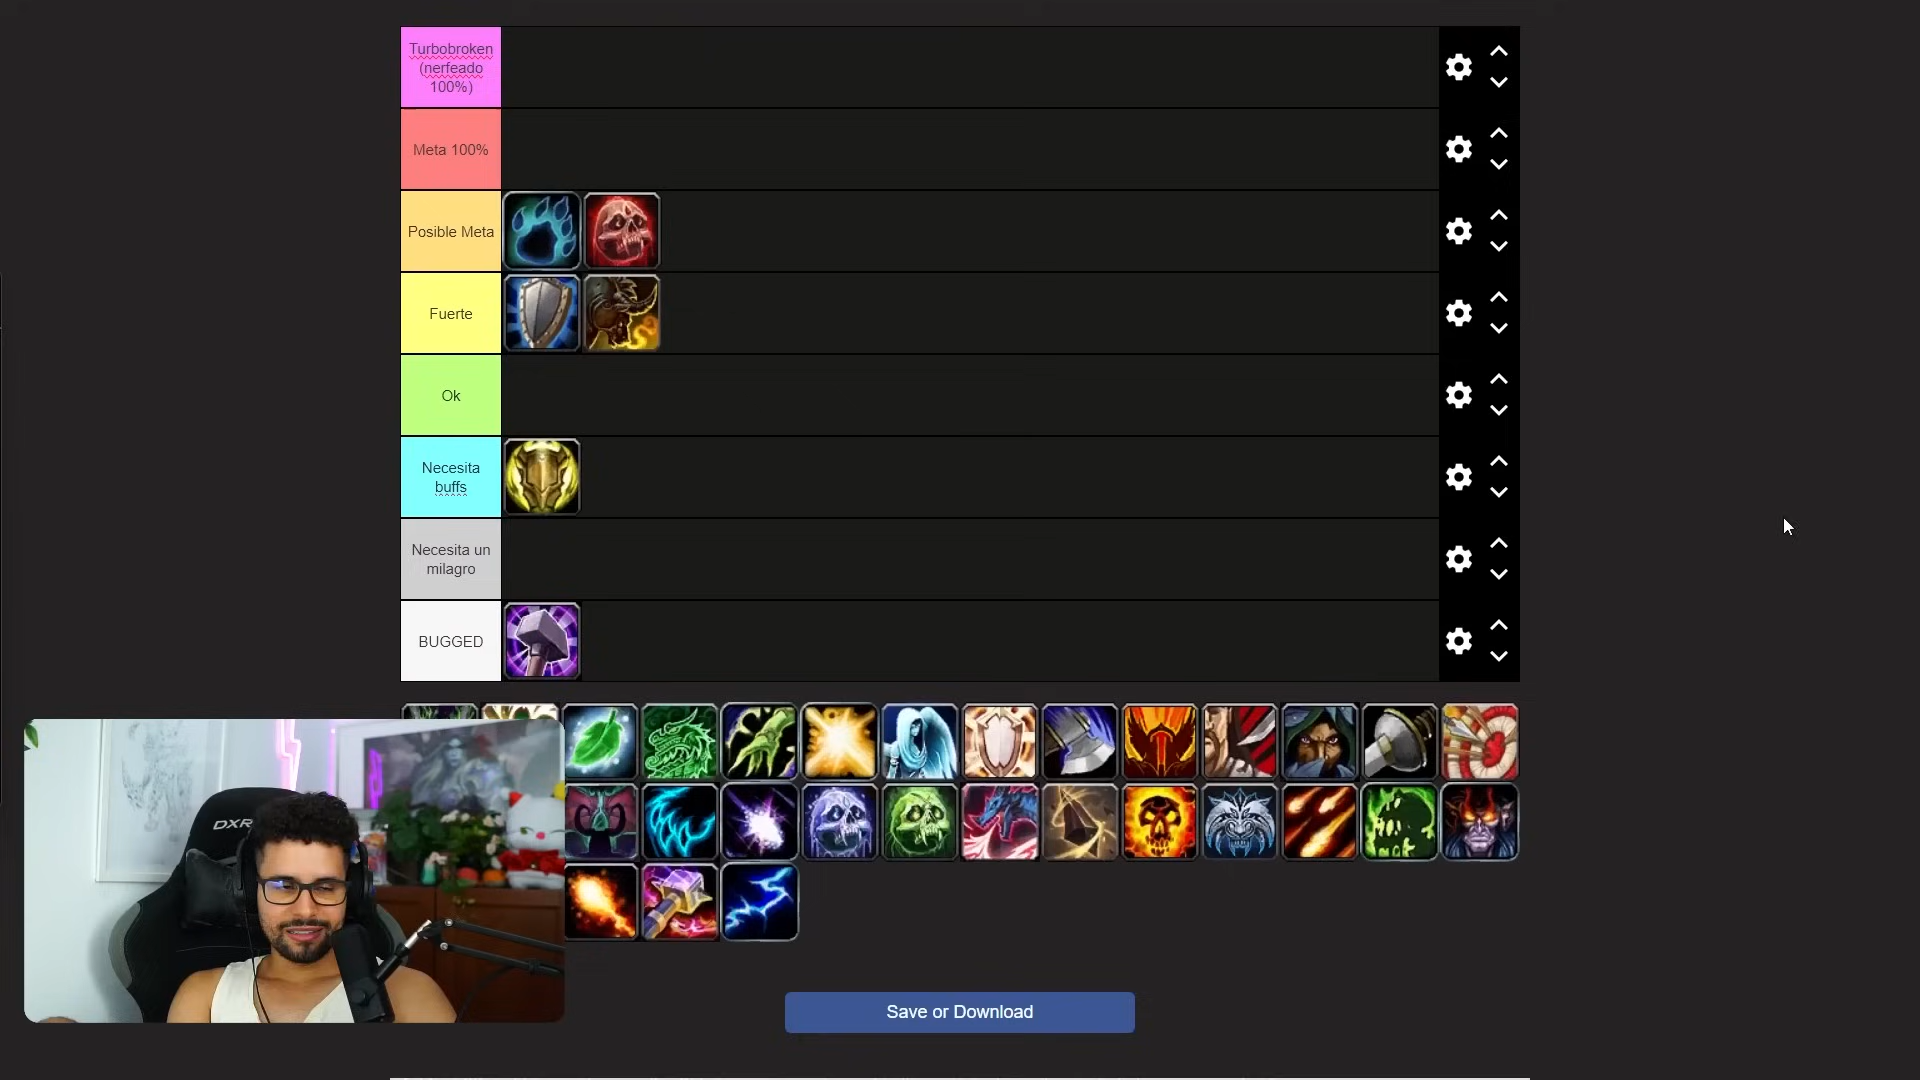 Turbobroken
(nerfeado
100%)
Meta 100%
Posible Meta
Fuerte
Ok
Necesita
buffs
Necesita un
milagro
BUGGED
DXR
Save or Download